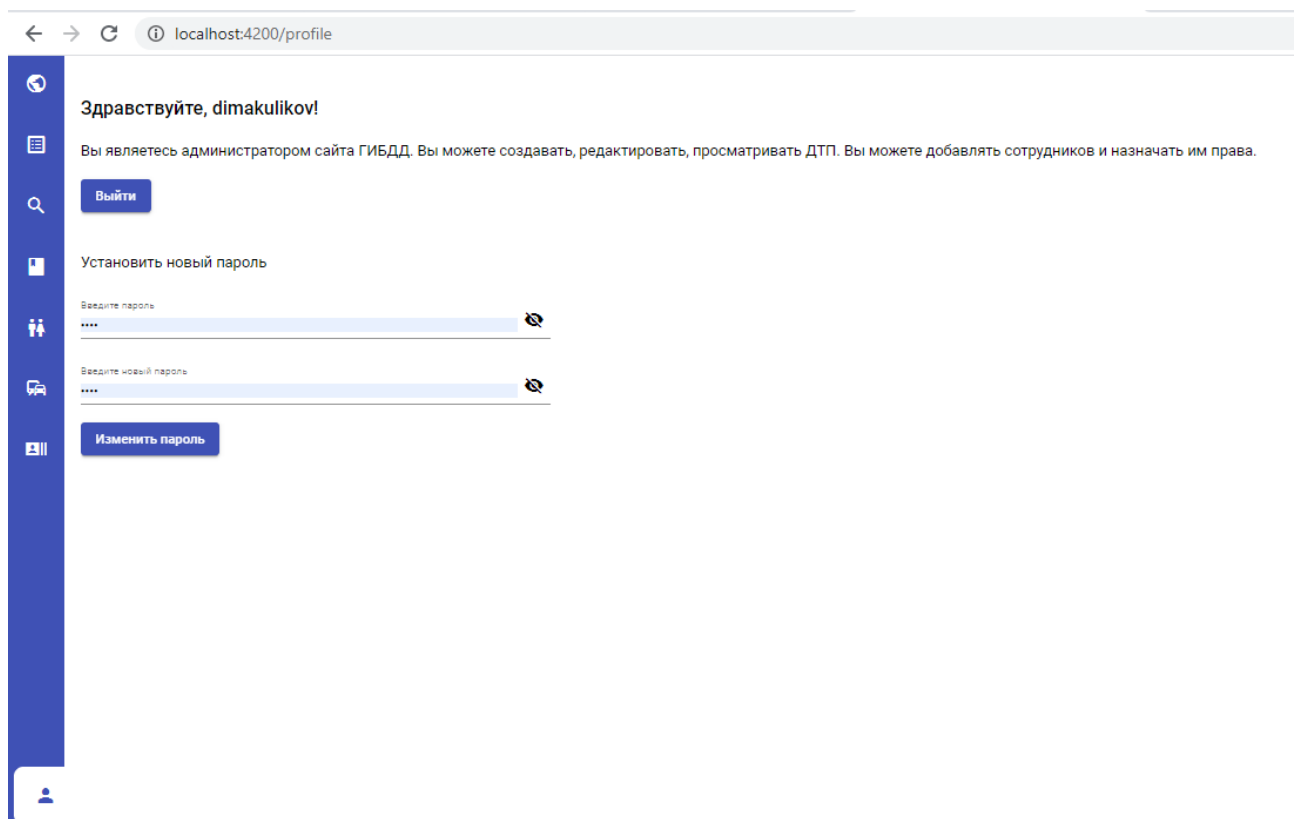 localhost:4200/profile
Здравствуйте, dimakulikov!
Вы являетесь администратором сайта ГИБДД. Вы можете создавать, редактировать, просматривать ДТП. Вы можете добавлять сотрудников и назначать им права.
Выйти
Установить новый пароль
Введите пароль
••••
Введите новый пароль
••••
Изменить пароль